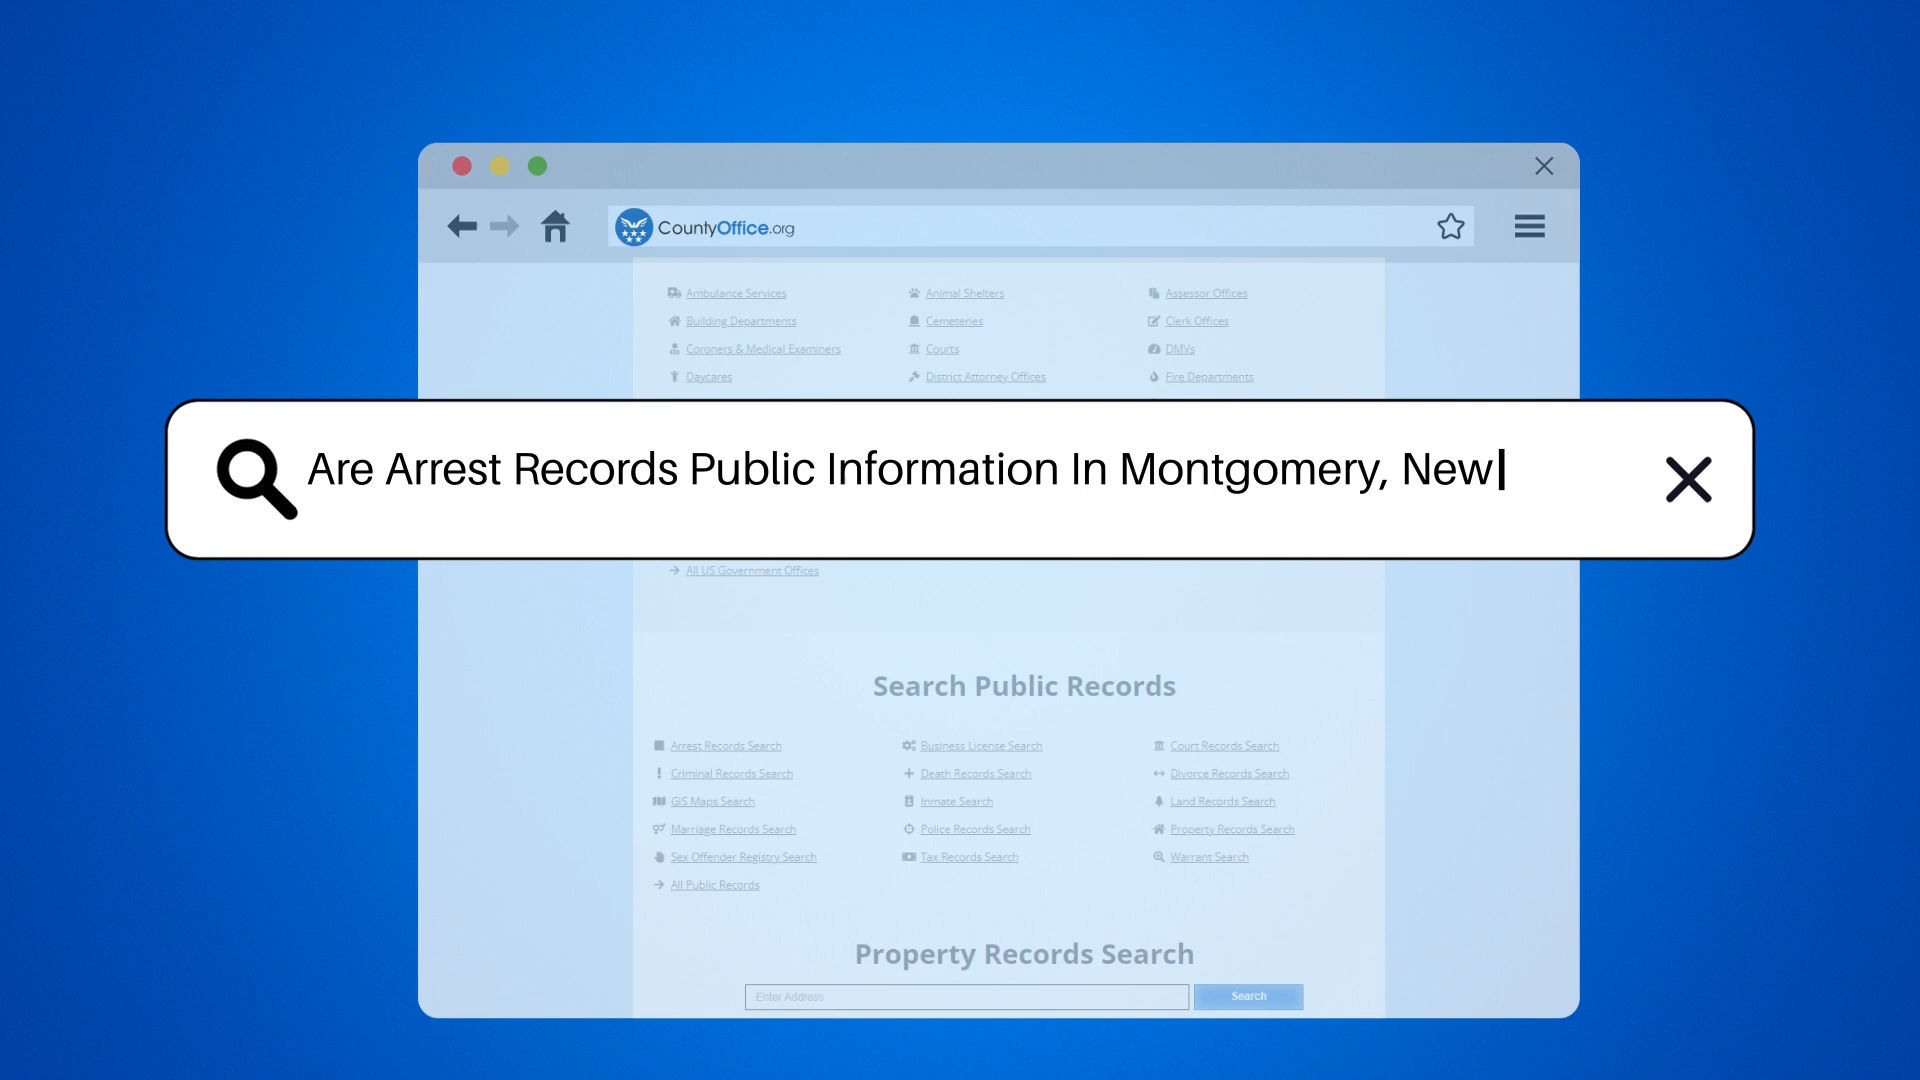 CountyOffice.org
Ambulance Services Animal Shelters Assessor Offices
Building Departments Cemeteries Clerk Offices
Coroners & Medical Examiners Courts DMVs
Daycares District Attorney Offices Fire Departments
Are Arrest Records Public Information In Montgomery, New
All US Government Offices
Search Public Records
Arrest Records Search Business License Search Court Records Search
Criminal Records Search Death Records Search Divorce Records Search
GIS Maps Search Inmate Search Land Records Search
Marriage Records Search Police Records Search Property Records Search
Sex Offender Registry Search Tax Records Search Warrant Search
All Public Records
Property Records Search
Enter Address Search